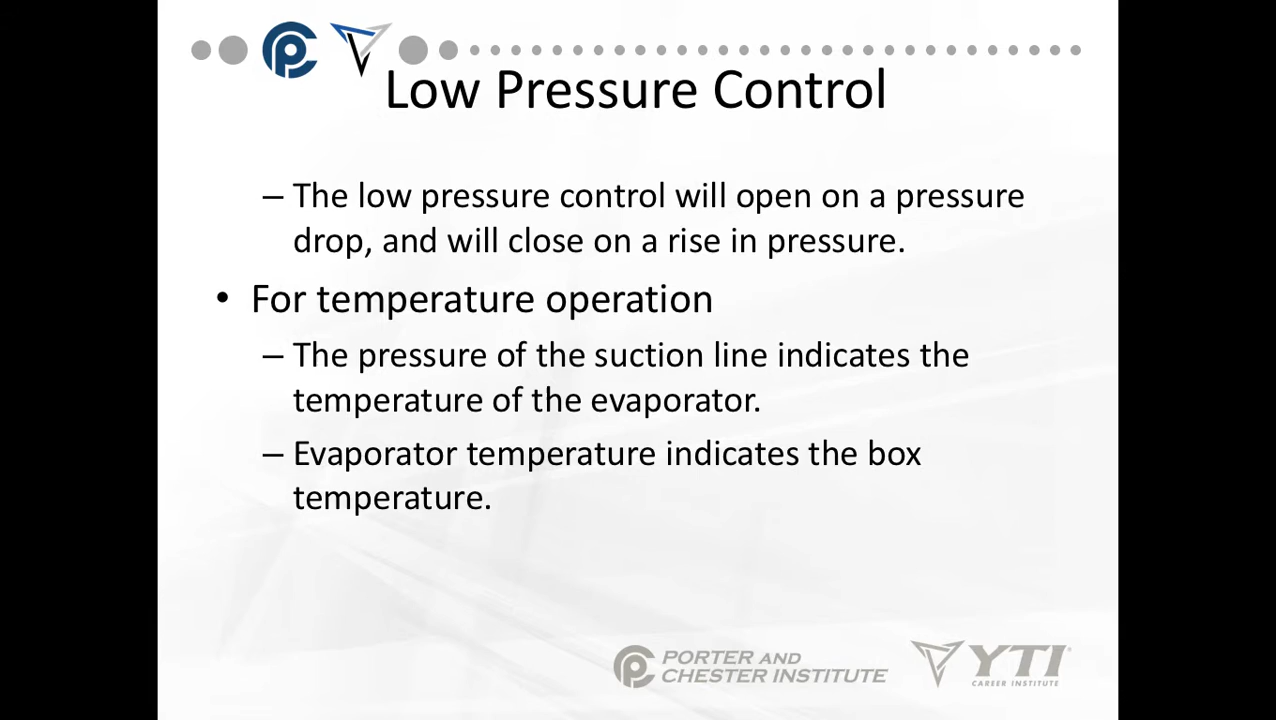 Low Pressure Control
– The low pressure control will open on a pressure
drop, and will close on a rise in pressure.
• For temperature operation
– The pressure of the suction line indicates the
temperature of the evaporator.
– Evaporator temperature indicates the box
temperature.
PORTER AND
CHESTER INSTITUTE
YTI
CAREER INSTITUTE